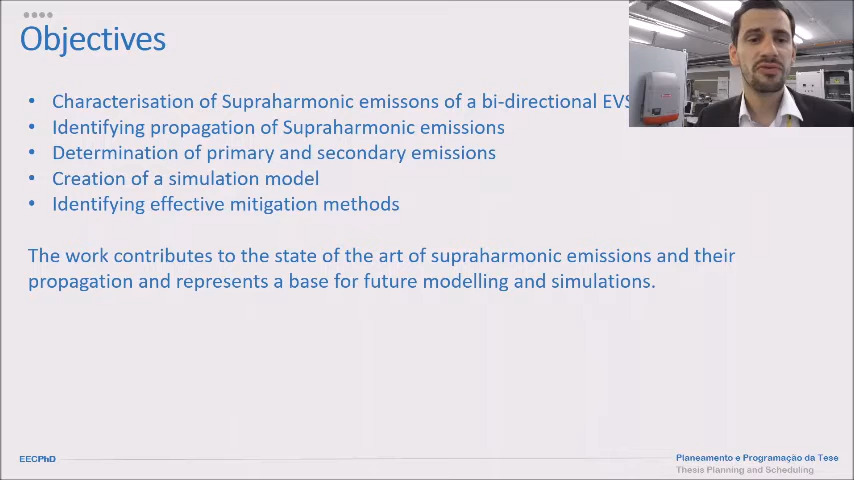 Objectives
• Characterisation of Supraharmonic emissons of a bi-directional
• Identifying propagation of Supraharmonic emissions
• Determination of primary and secondary emissions
• Creation of a simulation model
• Identifying effective mitigation methods
The work contributes to the state of the art of supraharmonic emissions and their
propagation and represents a base for future modelling and simulations.
EECPhD
Planeamento e Programação da Tese
Thesis Planning and Scheduling